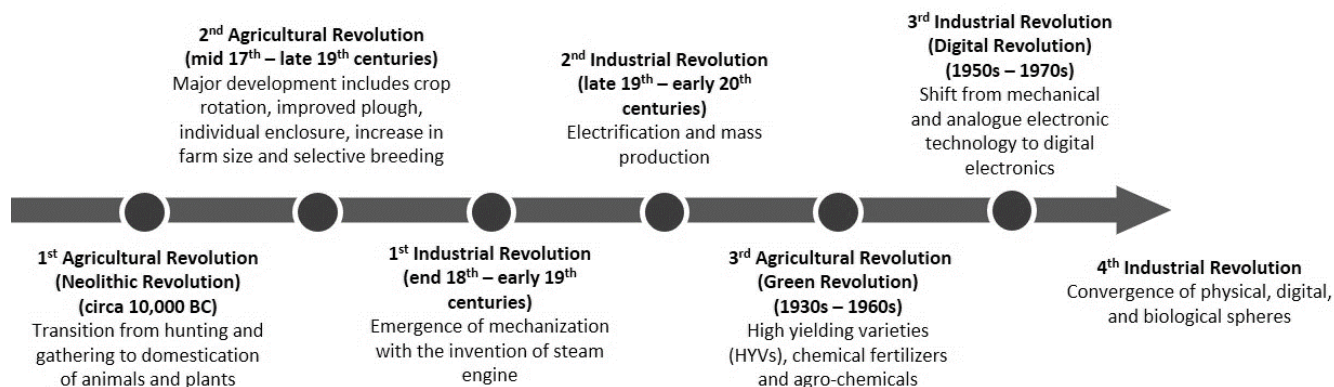 2nd Agricultural Revolution
(mid 17th – late 19th centuries)
Major development includes crop
rotation, improved plough,
individual enclosure, increase in
farm size and selective breeding
2nd Industrial Revolution
(late 19th – early 20th
centuries)
Electrification and mass
production
3rd Industrial Revolution
(Digital Revolution)
(1950s – 1970s)
Shift from mechanical
and analogue electronic
technology to digital
electronics
1st Agricultural Revolution
(Neolithic Revolution)
(circa 10,000 BC)
Transition from hunting and
gathering to domestication
of animals and plants
1st Industrial Revolution
(end 18th – early 19th
centuries)
Emergence of mechanization
with the invention of steam
engine
3rd Agricultural Revolution
(Green Revolution)
(1930s – 1960s)
High yielding varieties
(HYVs), chemical fertilizers
and agro-chemicals
4th Industrial Revolution
Convergence of physical, digital,
and biological spheres